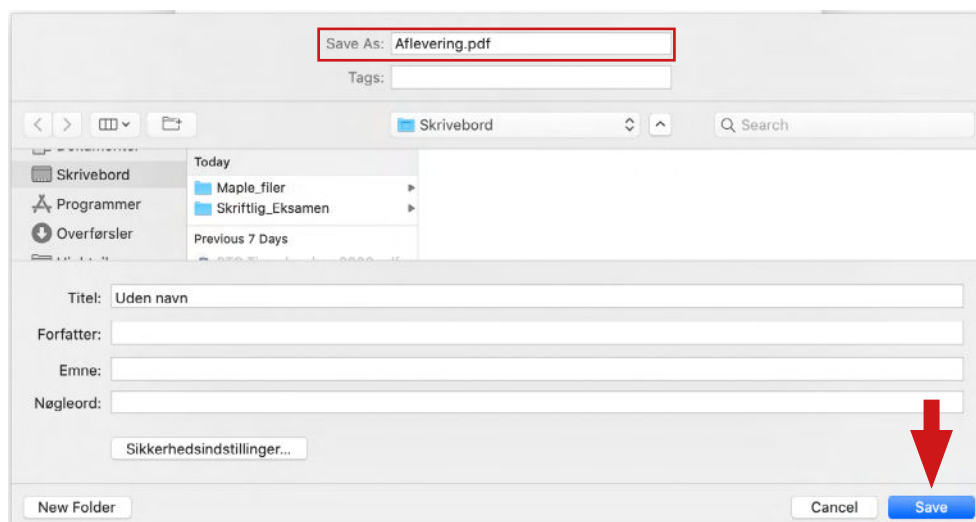 Save As: Aflevering.pdf
Tags:
Skrivebord
Search
Skrivebord
Programmer
Overførsler
Today
Maple_filer
Skriftlig_Eksamen
Previous 7 Days
Titel: Uden navn
Forfatter:
Emne:
Nøgleord:
Sikkerhedsindstillinger...
New Folder
Cancel
Save